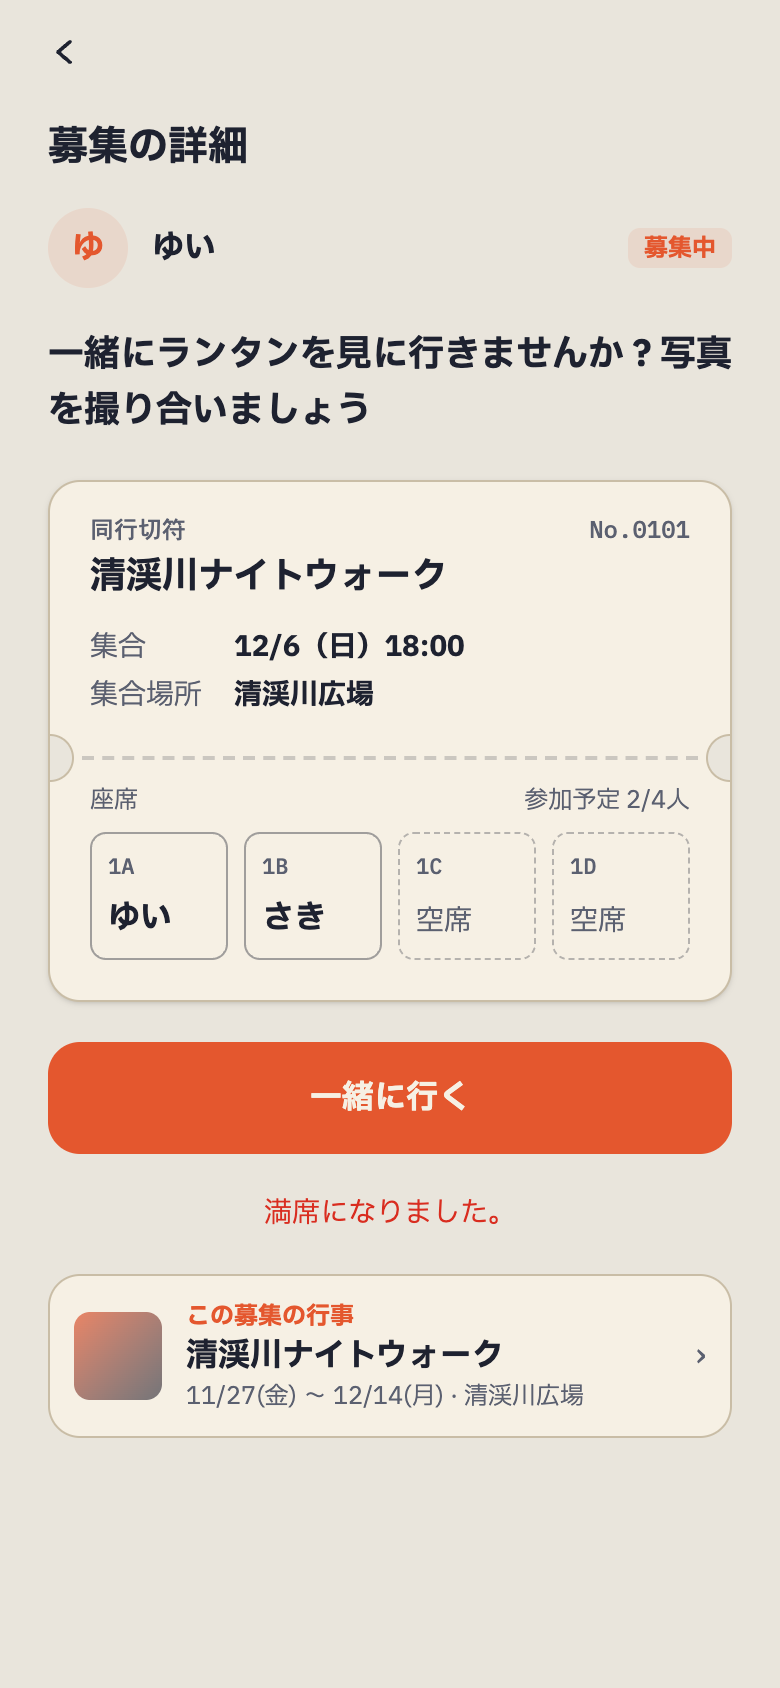 募集の詳細
ゆ
ゆい
募集中
一緒にランタンを見に行きませんか？写真
を撮り合いましょう
同行切符
No.0101
清渓川ナイトウォーク
集合
12/6（日）18:00
集合場所
清渓川広場
座席
参加予定 2/4人
1A
ゆい
1B
さき
1C
空席
1D
空席
一緒に行く
満席になりました。
この募集の行事
清渓川ナイトウォーク
11/27(金) 〜 12/14(月) · 清渓川広場